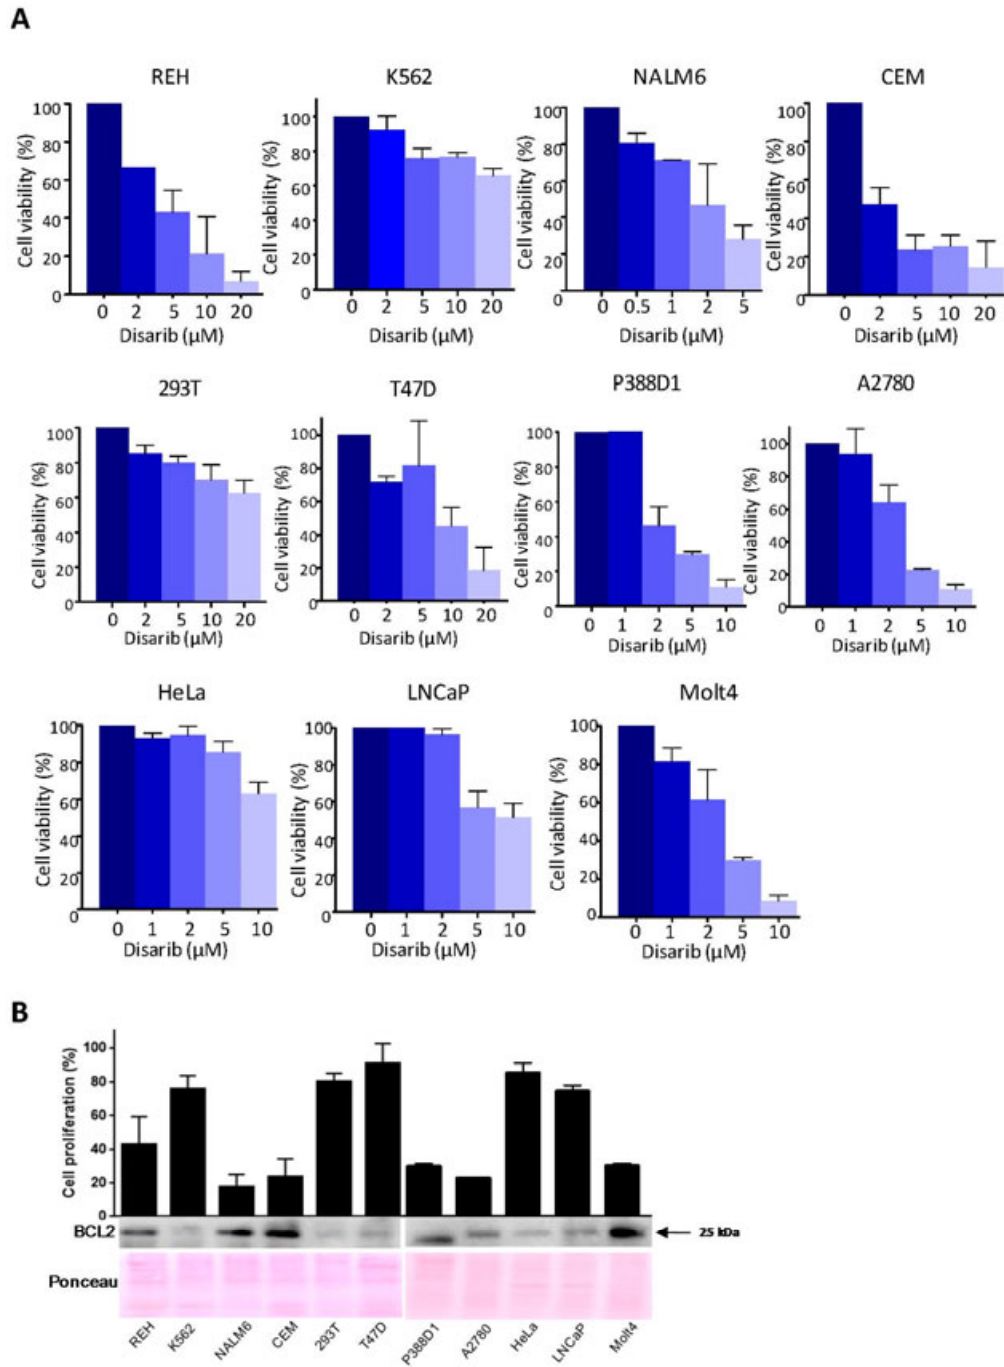 A
REH
K562
NALM6
CEM
Cell viability (%)
100
80
60
40
20
0
0 2 5 10 20
Disarib (µM)
Cell viability (%)
100
80
60
40
20
0
0 2 5 10 20
Disarib (µM)
Cell viability (%)
100
80
60
40
20
0
0 0.5 1 2 5
Disarib (µM)
Cell viability (%)
100
80
60
40
20
0
0 2 5 10 20
Disarib (µM)
293T
T47D
P388D1
A2780
Cell viability (%)
100
80
60
40
20
0
0 2 5 10 20
Disarib (µM)
Cell viability (%)
100
80
60
40
20
0
0 2 5 10 20
Disarib (µM)
Cell viability (%)
100
80
60
40
20
0
0 1 2 5 10
Disarib (µM)
Cell viability (%)
100
80
60
40
20
0
0 1 2 5 10
Disarib (µM)
HeLa
LNCaP
Molt4
Cell viability (%)
100
80
60
40
20
0
0 1 2 5 10
Disarib (µM)
Cell viability (%)
100
80
60
40
20
0
0 1 2 5 10
Disarib (µM)
Cell viability (%)
100
80
60
40
20
0
0 1 2 5 10
Disarib (µM)
B
Cell proliferation (%)
100
80
60
40
20
0
BCL2
25 kDa
Ponceau
REH K562 NALM6 CEM 293T T47D P388D1 A2780 HeLa LNCaP Molt4